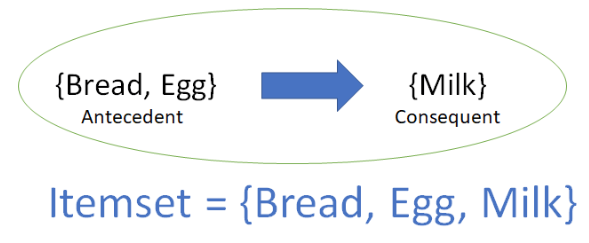 {Bread, Egg} {Milk}
Antecedent Consequent
Itemset = {Bread, Egg, Milk}